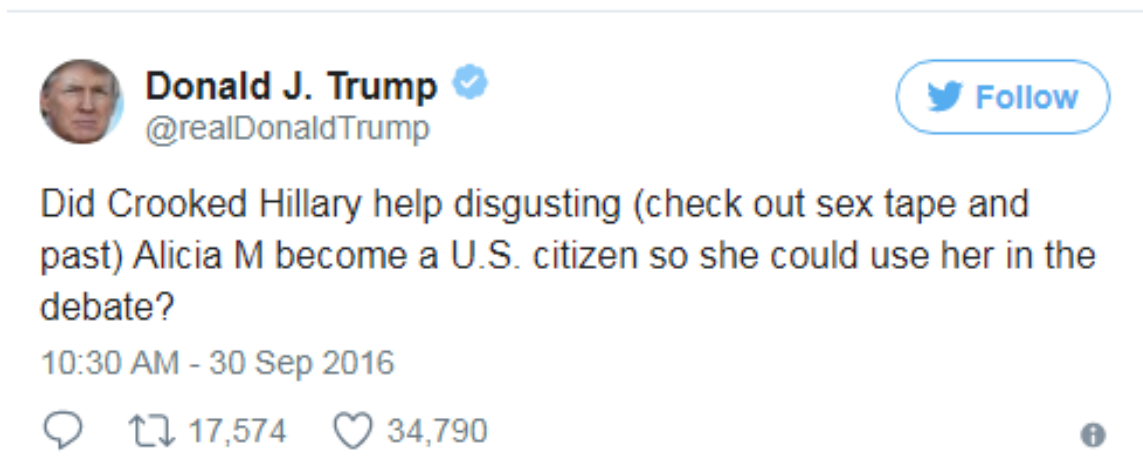 Donald J. Trump
@realDonaldTrump
Follow
Did Crooked Hillary help disgusting (check out sex tape and
past) Alicia M become a U.S. citizen so she could use her in the
debate?
10:30 AM - 30 Sep 2016
17,574 34,790